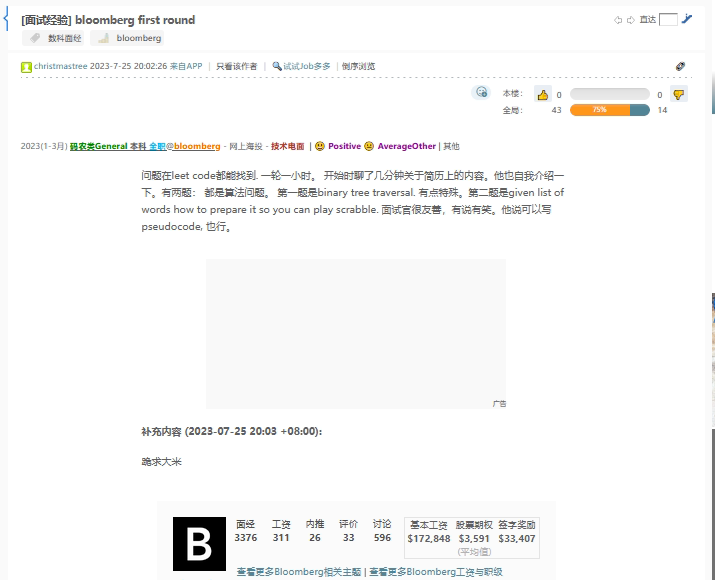 [面试经验] bloomberg first round
直达
数科面经 bloomberg
christmastree 2023-7-25 20:02:26 来自APP | 只看该作者 | 试试Job多多 | 倒序浏览
本楼: 0 0
全局: 43 75% 14
2023(1-3月) 码农类General 本科 全职@bloomberg - 网上海投 - 技术电面 | Positive AverageOther | 其他
问题在leet code都能找到. 一轮一小时。 开始时聊了几分钟关于简历上的内容。他也自我介绍一
下。有两题： 都是算法问题。 第一题是binary tree traversal. 有点特殊。第二题是given list of
words how to prepare it so you can play scrabble. 面试官很友善，有说有笑。他说可以写
pseudocode, 也行。
广告
补充内容 (2023-07-25 20:03 +08:00):
跪求大米
B
面经 工资 内推 评价 讨论 基本工资 股票期权 签字奖励
3376 311 26 33 596 $172,848 $3,591 $33,407
(平均值)
查看更多Bloomberg相关主题 | 查看更多Bloomberg工资与职级